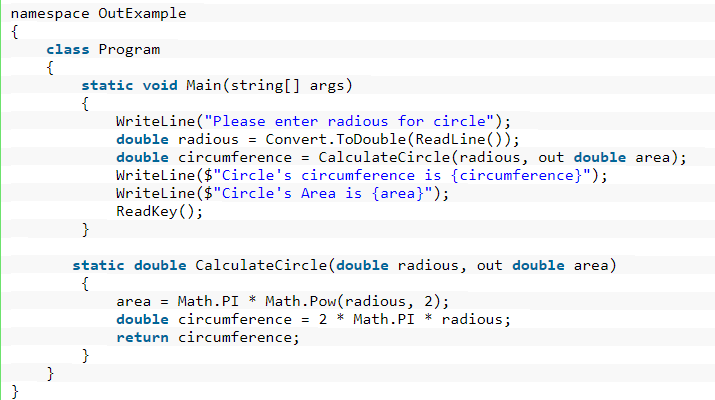 namespace OutExample
{
class Program
{
static void Main(string[] args)
{
WriteLine("Please enter radious for circle");
double radious = Convert.ToDouble(ReadLine());
double circumference = CalculateCircle(radious, out double area);
WriteLine($"Circle's circumference is {circumference}");
WriteLine($"Circle's Area is {area}");
ReadKey();
}
static double CalculateCircle(double radious, out double area)
{
area = Math.PI * Math.Pow(radious, 2);
double circumference = 2 * Math.PI * radious;
return circumference;
}
}
}